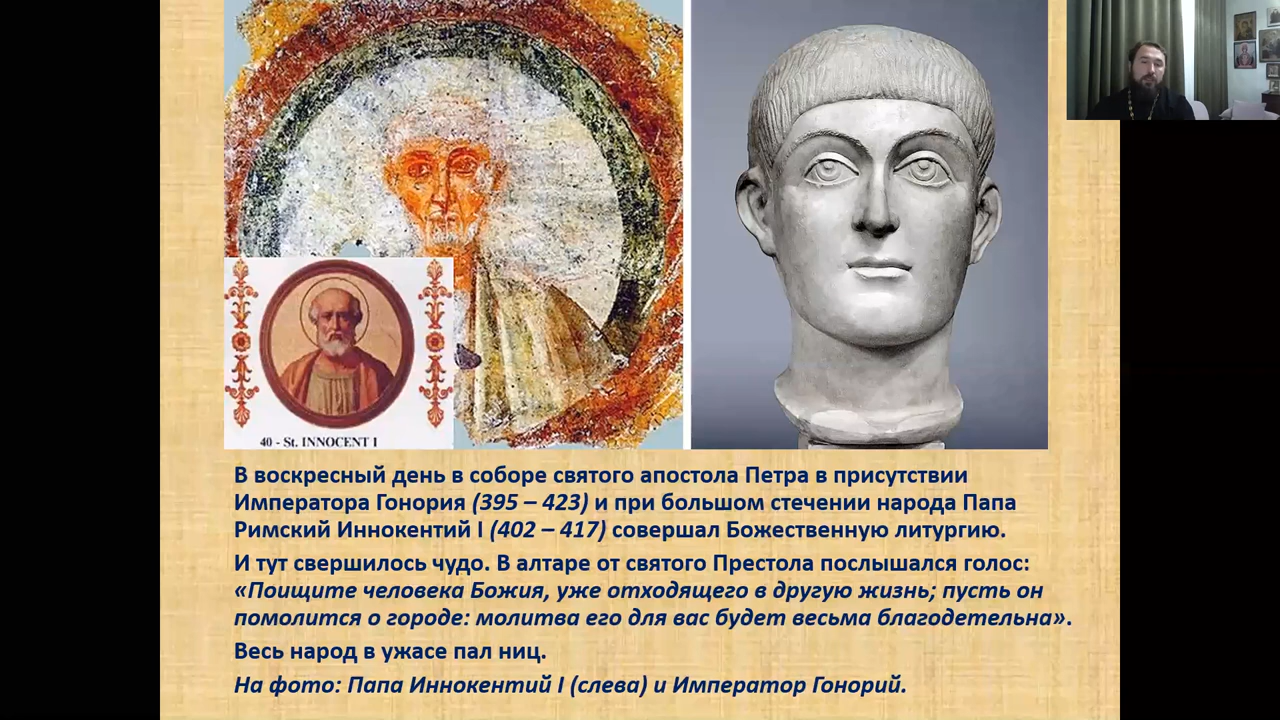 40 - St. INNOCENT I
В воскресный день в соборе святого апостола Петра в присутствии
Императора Гонория (395 – 423) и при большом стечении народа Папа
Римский Иннокентий I (402 – 417) совершал Божественную литургию.
И тут свершилось чудо. В алтаре от святого Престола послышался голос:
«Поищите человека Божия, уже отходящего в другую жизнь; пусть он
помолится о городе: молитва его для вас будет весьма благодетельна».
Весь народ в ужасе пал ниц.
На фото: Папа Иннокентий I (слева) и Император Гонорий.